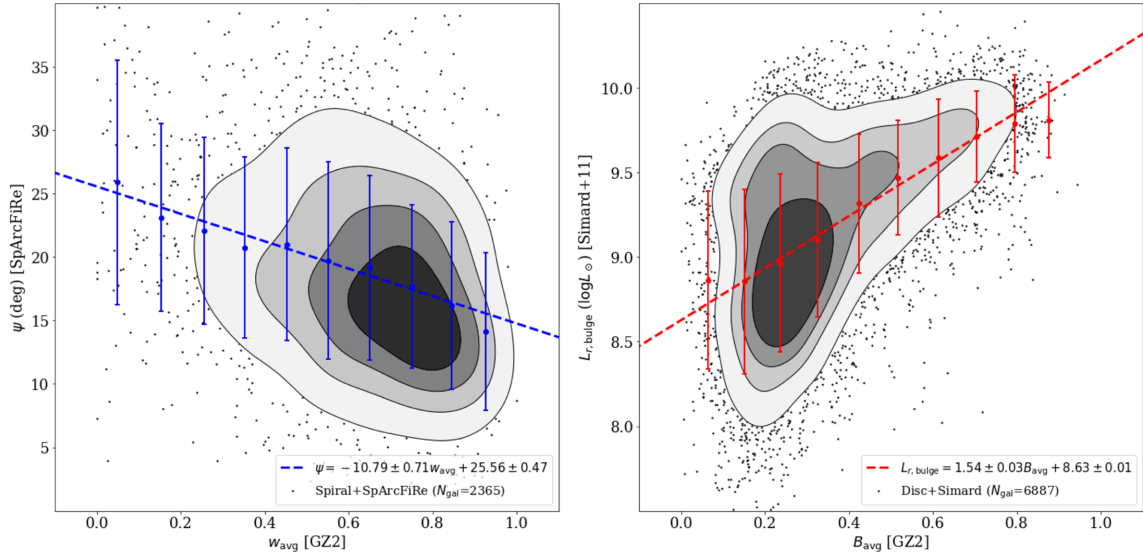 35
30
25
20
15
10
5
ψ (deg) [SpArcFiRe]
0.0 0.2 0.4 0.6 0.8 1.0
w_avg [GZ2]
ψ = −10.79 ± 0.71w_avg + 25.56 ± 0.47
Spiral+SpArcFiRe (N_gal=2365)
10.0
9.5
9.0
8.5
8.0
L_r,bulge (logL_⊙) [Simard+11]
0.0 0.2 0.4 0.6 0.8 1.0
B_avg [GZ2]
L_r,bulge = 1.54 ± 0.03B_avg + 8.63 ± 0.01
Disc+Simard (N_gal=6887)